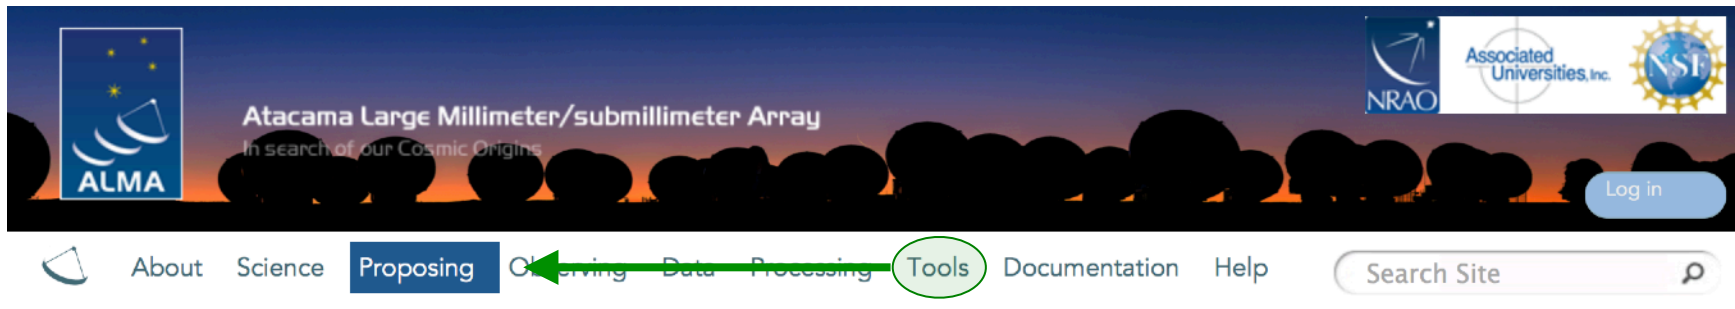 Atacama Large Millimeter/submillimeter Array
In search of our Cosmic Origins
ALMA
NRAO
Associated
Universities, Inc.
NSF
Log in
About Science Proposing Observing Data Processing Tools Documentation Help Search Site